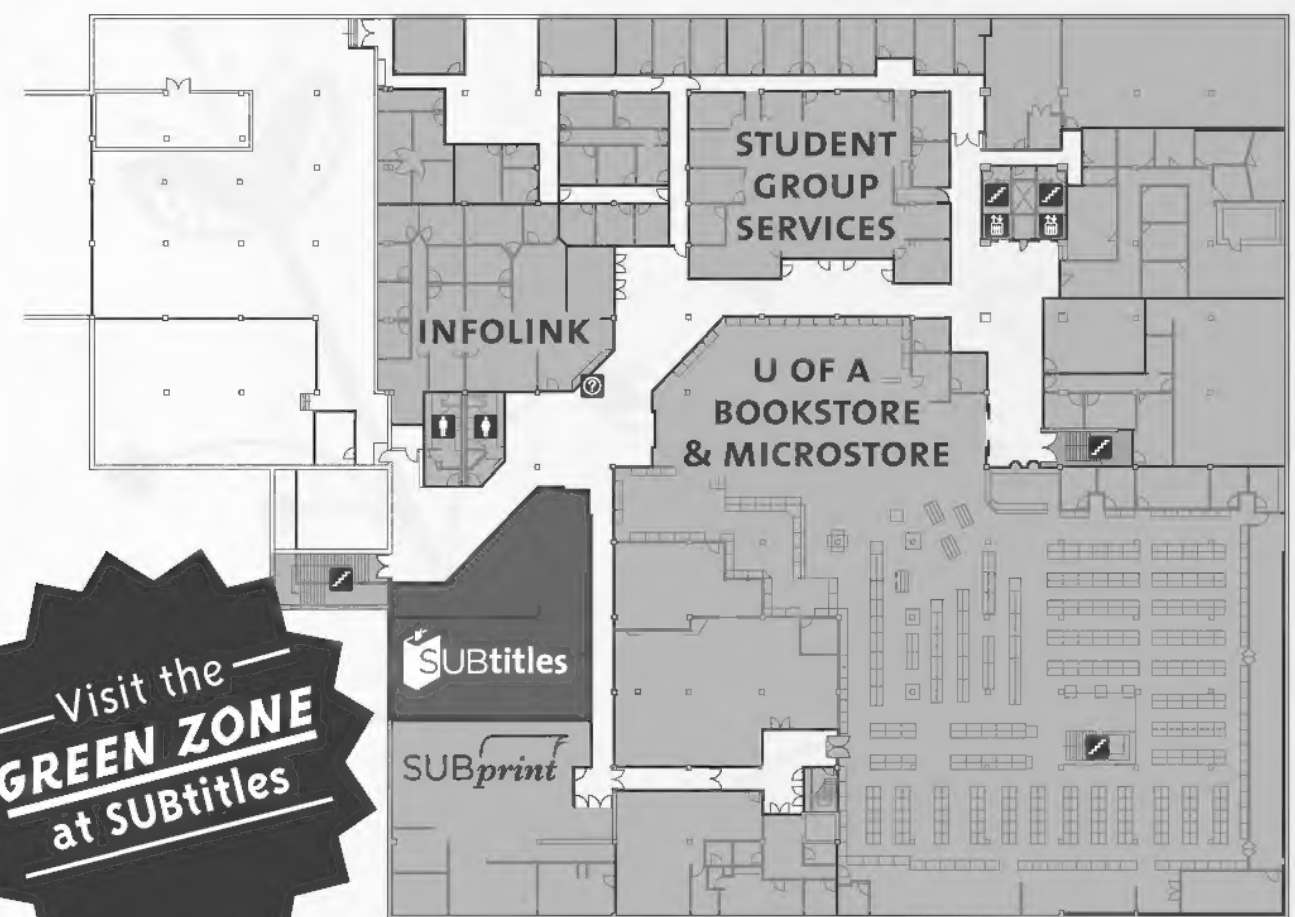 STUDENT
GROUP
SERVICES
INFOLINK
?
U OF A
BOOKSTORE
& MICROSTORE
SUBtitles
SUBprint
Visit the
GREEN ZONE
at SUBtitles